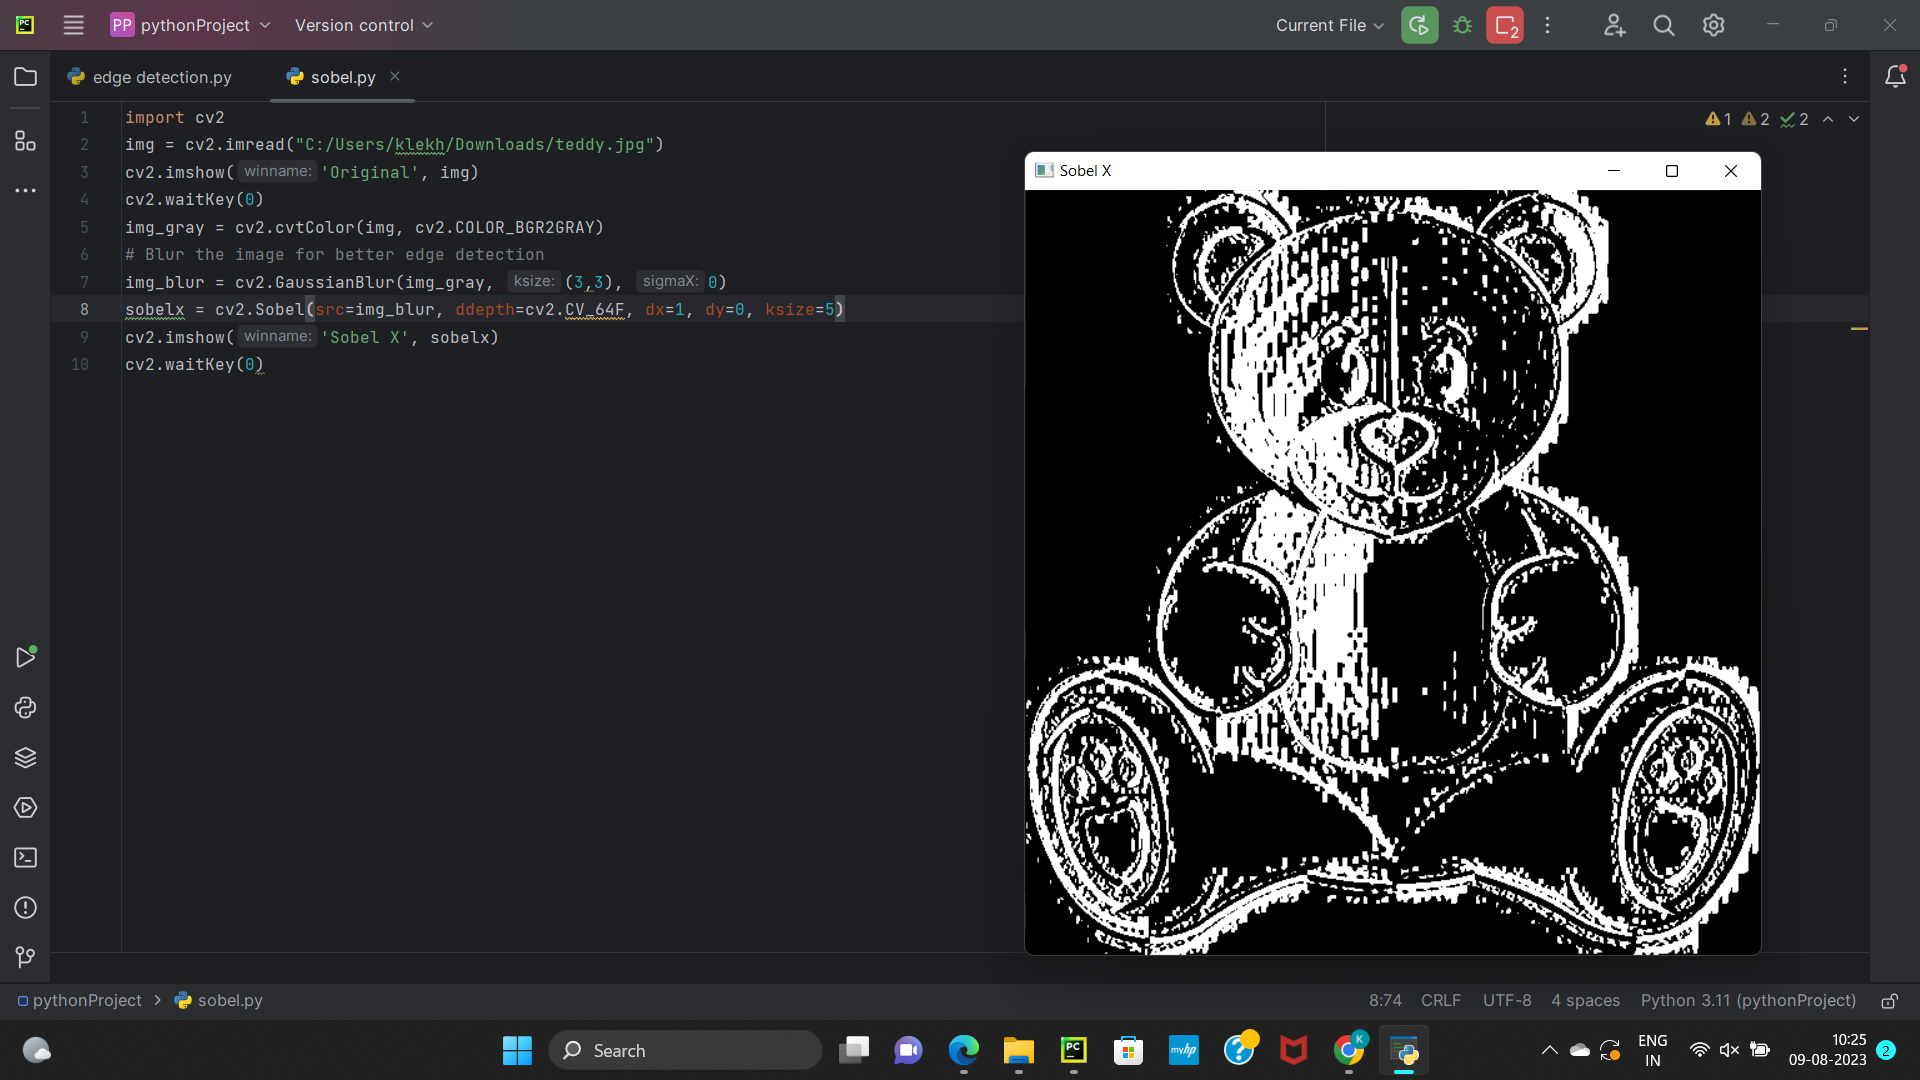 PC
PP pythonProject Version control Current File 2
edge detection.py sobel.py
1 import cv2
2 img = cv2.imread("C:/Users/klekh/Downloads/teddy.jpg")
3 cv2.imshow( winname: 'Original', img)
4 cv2.waitKey(0)
5 img_gray = cv2.cvtColor(img, cv2.COLOR_BGR2GRAY)
6 # Blur the image for better edge detection
7 img_blur = cv2.GaussianBlur(img_gray, ksize: (3,3), sigmaX: 0)
8 sobelx = cv2.Sobel(src=img_blur, ddepth=cv2.CV_64F, dx=1, dy=0, ksize=5)
9 cv2.imshow( winname: 'Sobel X', sobelx)
10 cv2.waitKey(0)
1 2 2
Sobel X
pythonProject > sobel.py 8:74 CRLF UTF-8 4 spaces Python 3.11 (pythonProject)
Search PC myhp ? K ENG 10:25
IN 09-08-2023 2